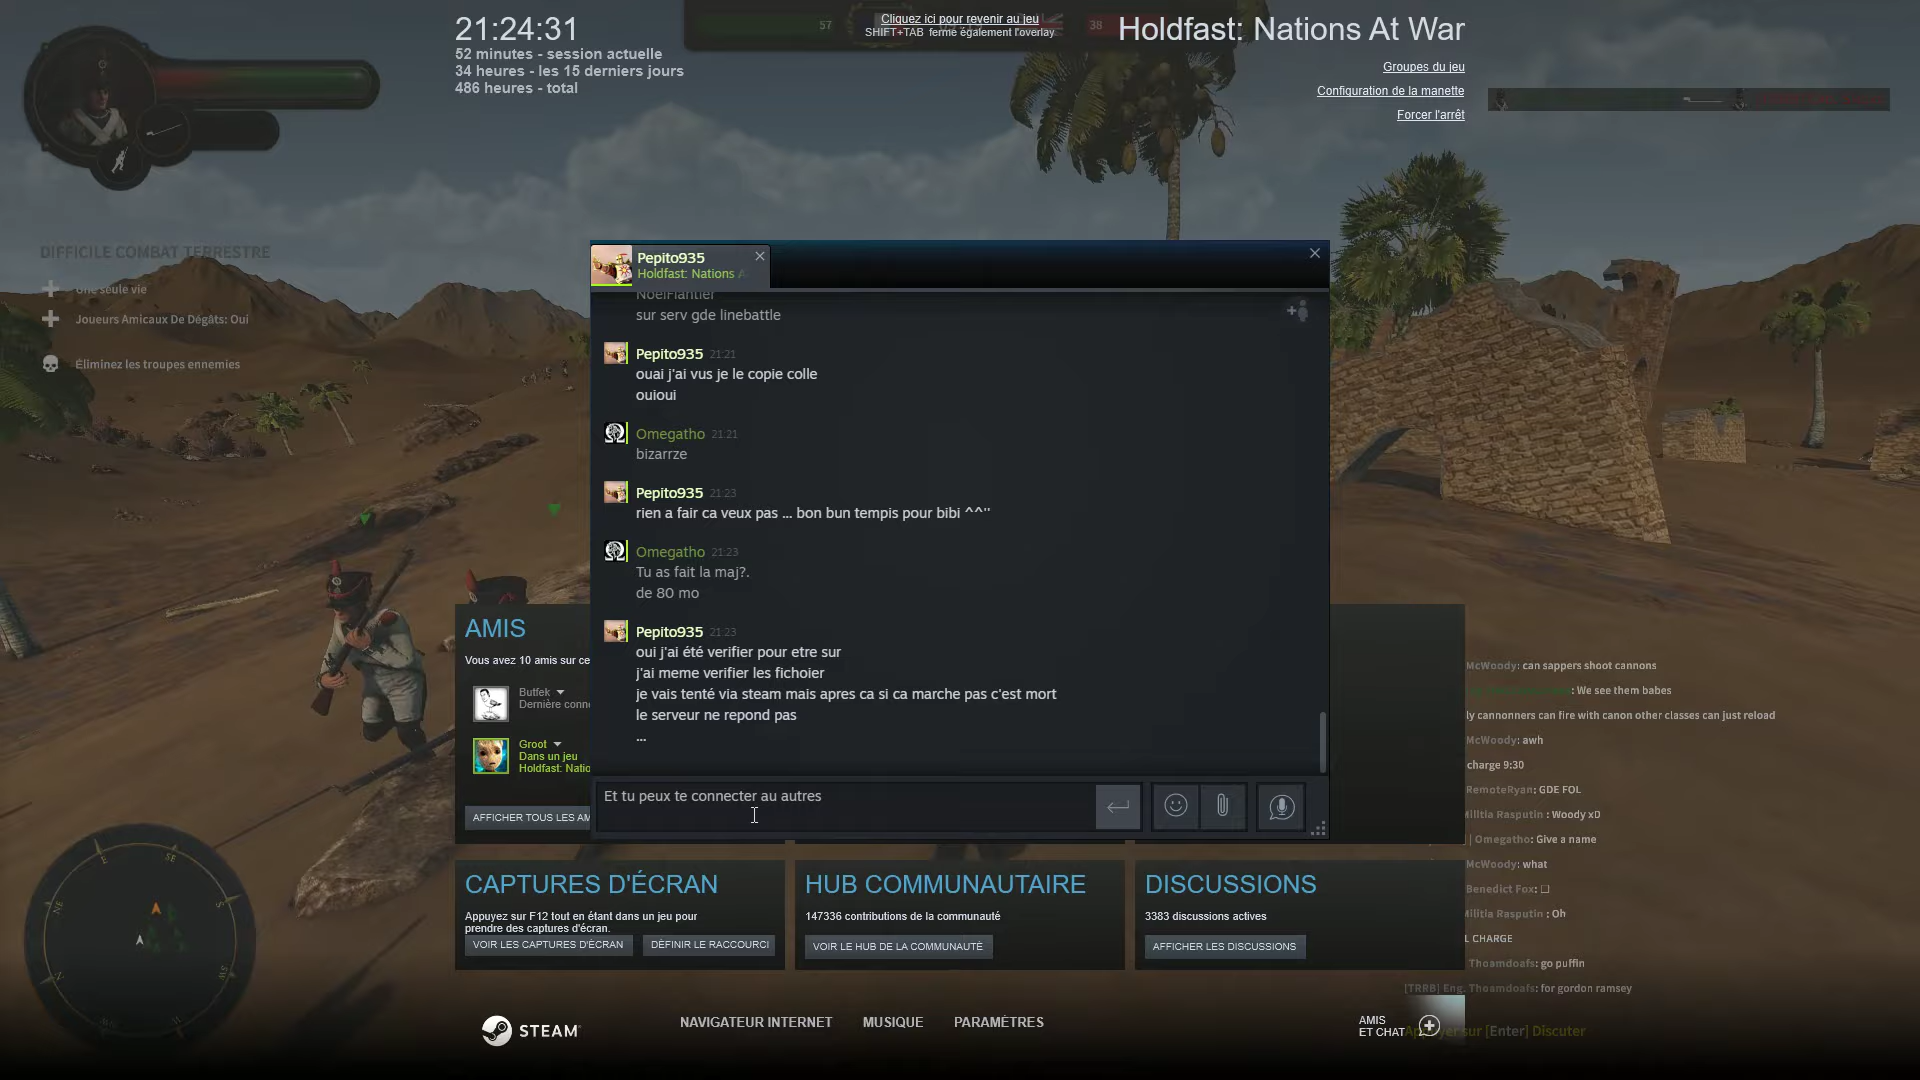 21:24:31
52 minutes - session actuelle
34 heures - les 15 derniers jours
486 heures - total
57
Cliquez ici pour revenir au jeu
SHIFT+TAB ferme également l'overlay
38
Holdfast: Nations At War
Groupes du jeu
Configuration de la manette
Forcer l'arrêt
DIFFICILE COMBAT TERRESTRE
Une seule vie
Joueurs Amicaux De Dégâts: Oui
Éliminez les troupes ennemies
Pepito935
Holdfast: Nations A
NoelFlantier
sur serv gde linebattle
Pepito935 21:21
ouai j'ai vus je le copie colle
ouioui
Omegatho 21:21
bizarrze
Pepito935 21:23
rien a fair ca veux pas ... bon bun tempis pour bibi ^^''
Omegatho 21:23
Tu as fait la maj?.
de 80 mo
Pepito935 21:23
oui j'ai été verifier pour etre sur
j'ai meme verifier les fichoier
je vais tenté via steam mais apres ca si ca marche pas c'est mort
le serveur ne repond pas
...
Et tu peux te connecter au autres
AMIS
Vous avez 10 amis sur ce
Butfek
Dernière conne
Groot
Dans un jeu
Holdfast: Natio
AFFICHER TOUS LES AM
McWoody: can sappers shoot cannons
: We see them babes
ly cannonners can fire with canon other classes can just reload
McWoody: awh
charge 9:30
RemoteRyan: GDE FOL
Militia Rasputin : Woody xD
| Omegatho: Give a name
McWoody: what
Benedict Fox: □
Militia Rasputin : Oh
L CHARGE
Thoamdoafs: go puffin
[TRRB] Eng. Thoamdoafs: for gordon ramsey
CAPTURES D'ÉCRAN
Appuyez sur F12 tout en étant dans un jeu pour
prendre des captures d'écran.
VOIR LES CAPTURES D'ÉCRAN
DÉFINIR LE RACCOURCI
HUB COMMUNAUTAIRE
147336 contributions de la communauté
VOIR LE HUB DE LA COMMUNAUTÉ
DISCUSSIONS
3383 discussions actives
AFFICHER LES DISCUSSIONS
SE
S
SW
NE
N
STEAM
NAVIGATEUR INTERNET
MUSIQUE
PARAMÈTRES
AMIS
ET CHAT
sur [Enter] Discuter